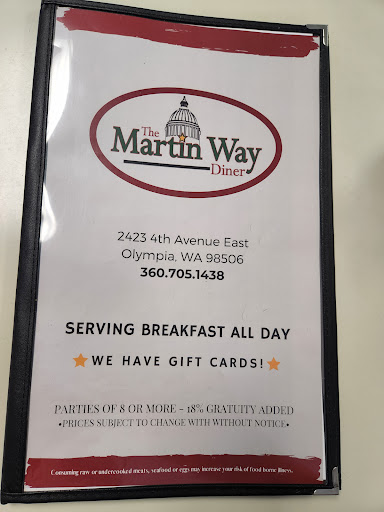 The
Martin Way
Diner
2423 4th Avenue East
Olympia, WA 98506
360.705.1438
SERVING BREAKFAST ALL DAY
WE HAVE GIFT CARDS!
PARTIES OF 8 OR MORE - 18% GRATUITY ADDED
•PRICES SUBJECT TO CHANGE WITH WITHOUT NOTICE•
Consuming raw or undercooked meats, seafood or eggs may increase your risk of food borne illness.